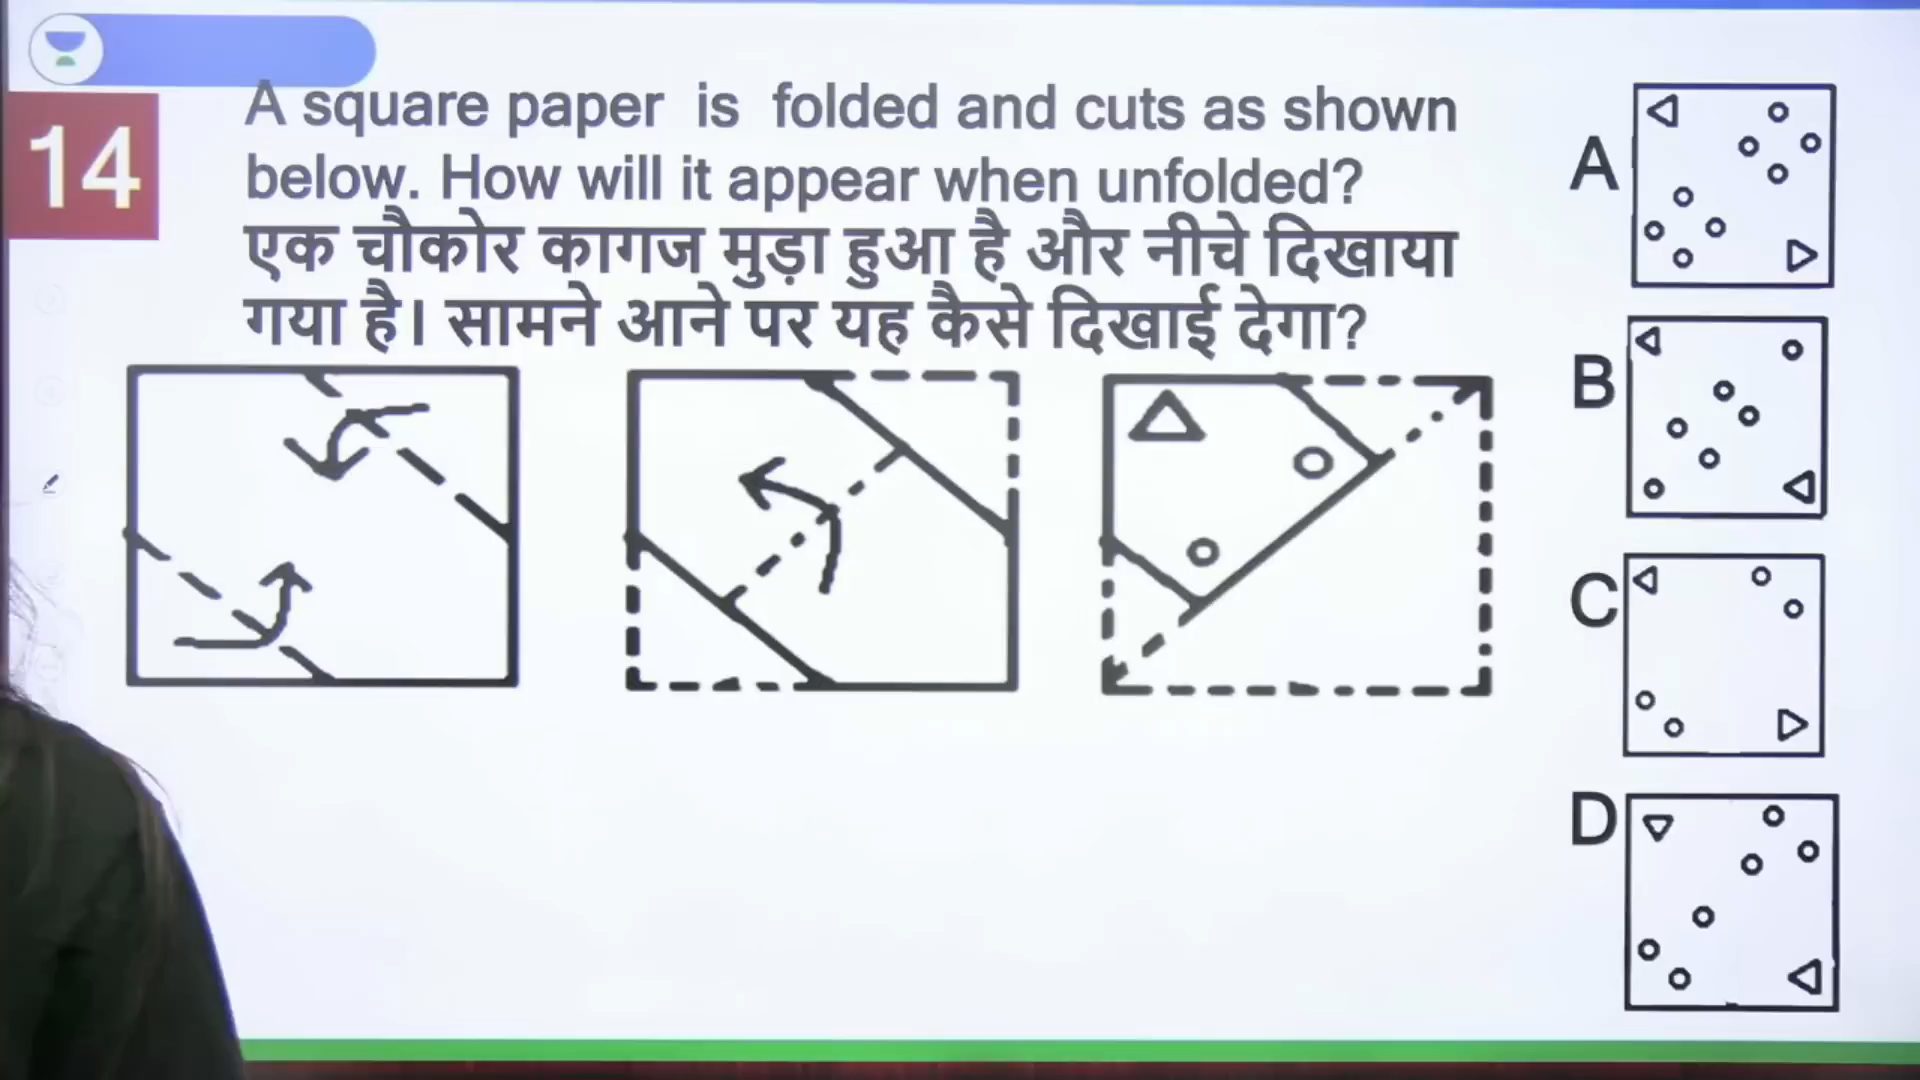 14
A square paper is folded and cuts as shown
below. How will it appear when unfolded?
एक चौकोर कागज मुड़ा हुआ है और नीचे दिखाया
गया है। सामने आने पर यह कैसे दिखाई देगा?
A
B
C
D